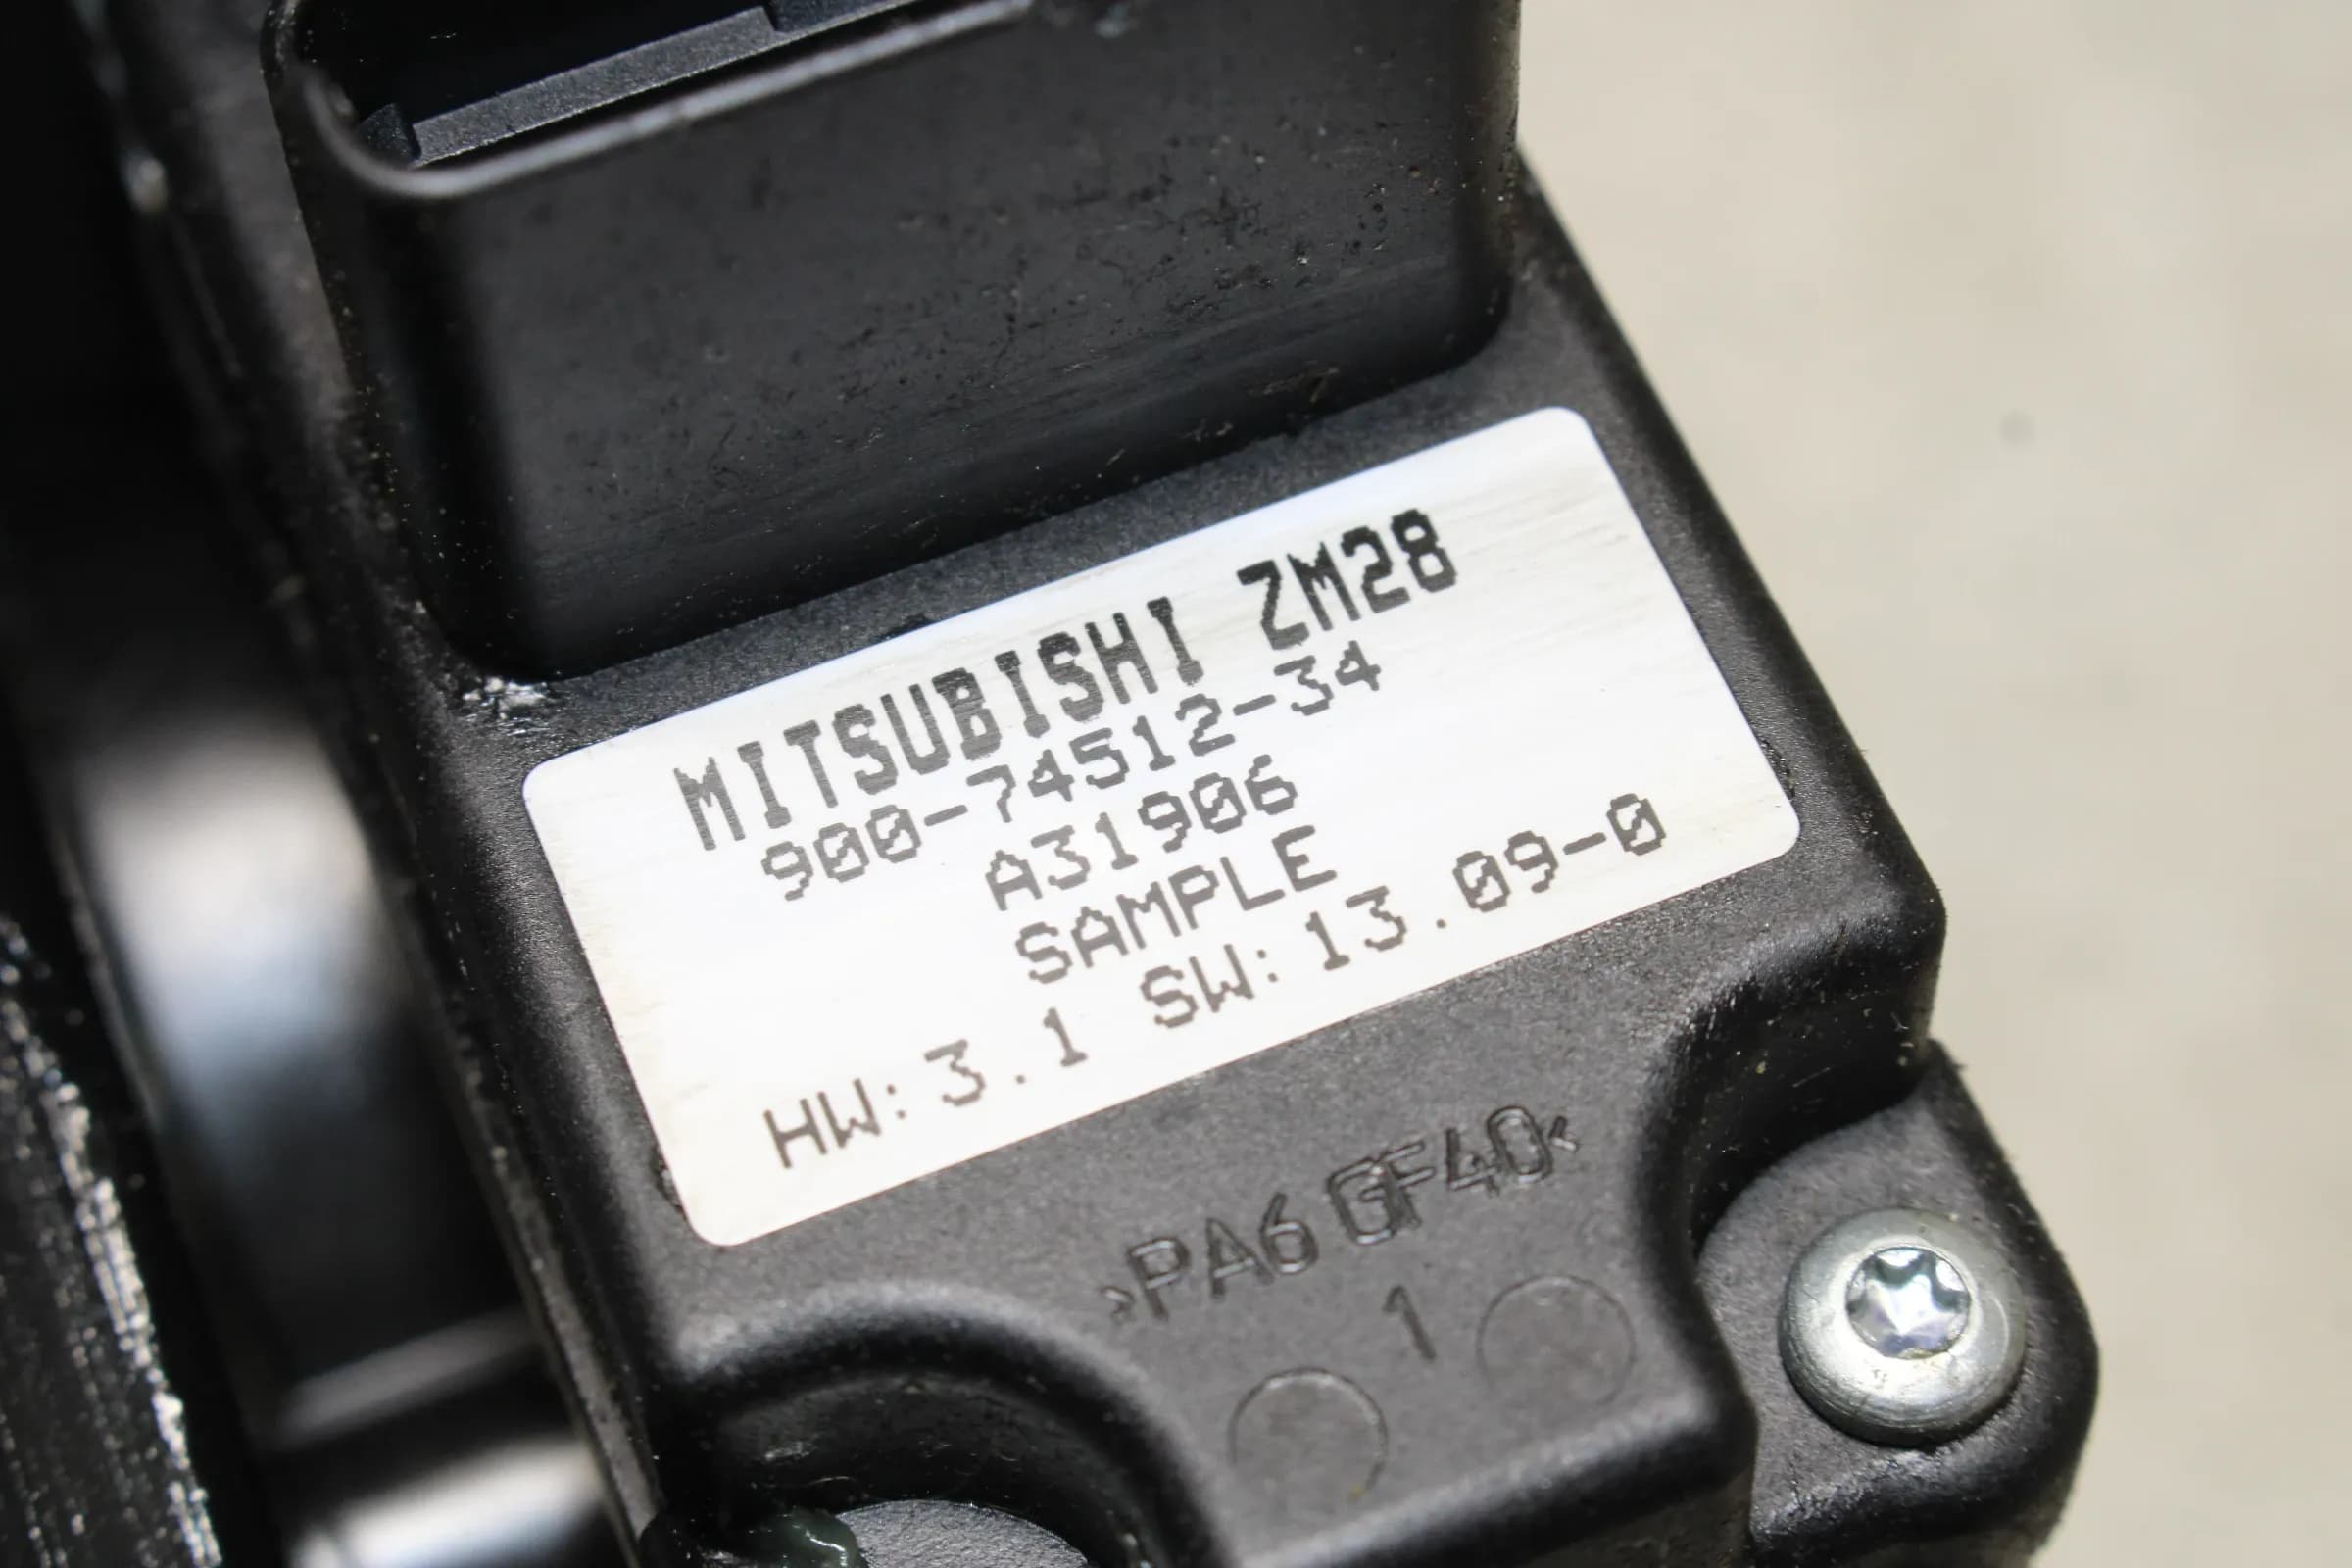 MITSUBISHI ZM28
900-74512-34
A31906
SAMPLE
HW:3.1 SW:13.09-0
>PA6 GF40<
1